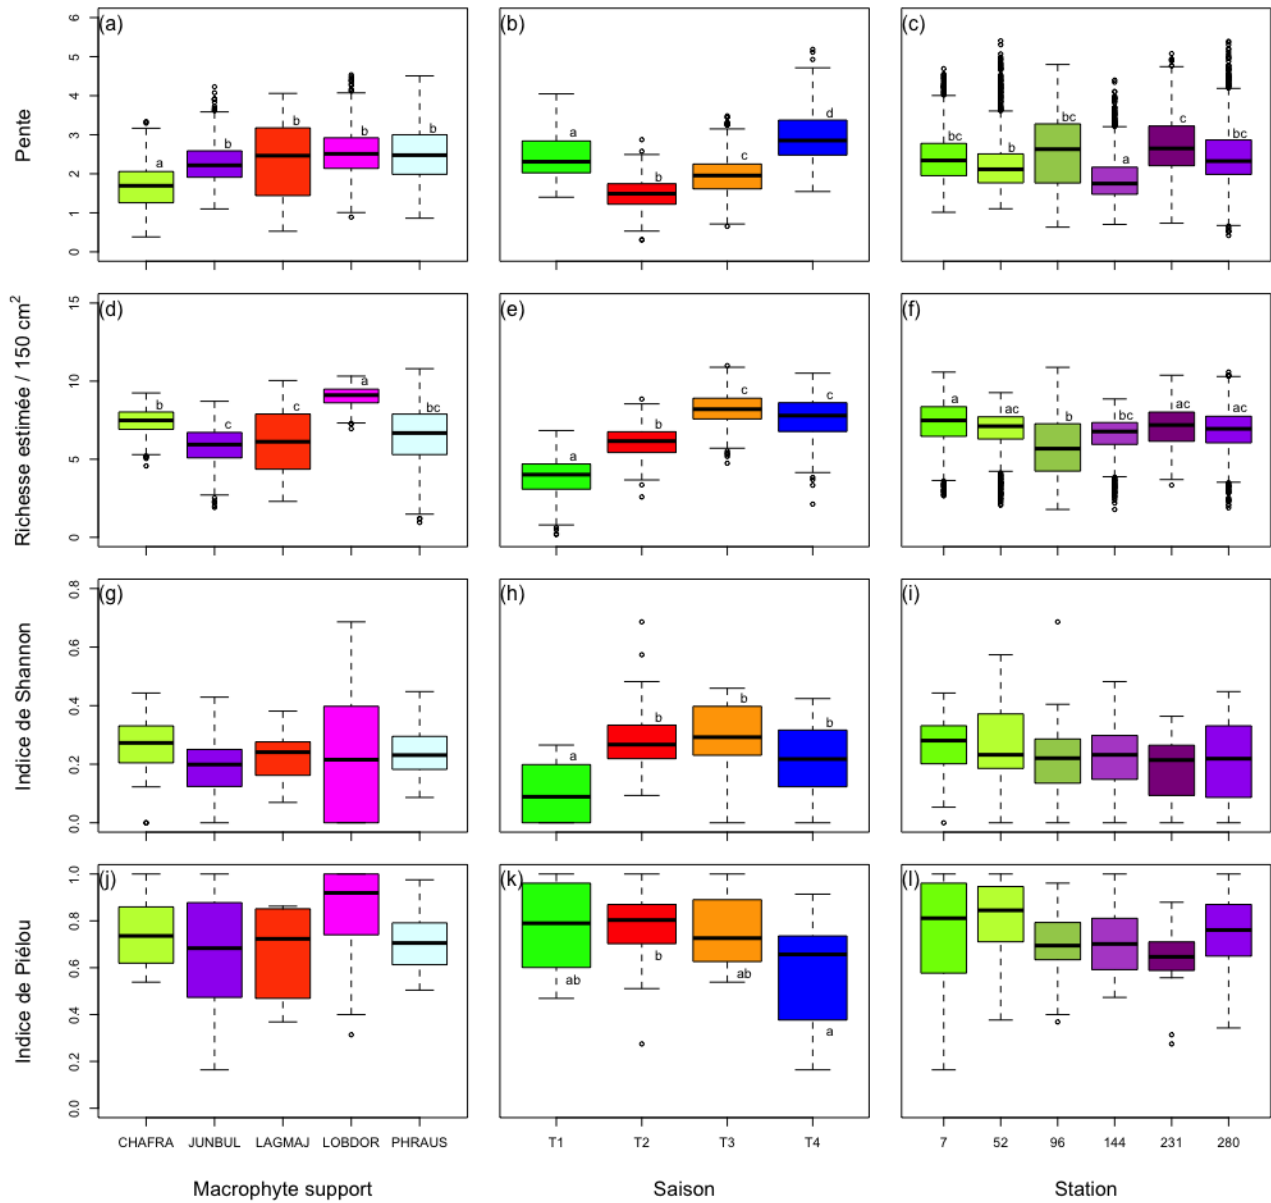 (a) (b) (c)
Pente
0 1 2 3 4 5 6
a b b b b
a b c d
bc b bc a c bc
(d) (e) (f)
Richesse estimée / 150 cm²
0 5 10 15
b c c a bc
a b c c
a ac b bc ac ac
(g) (h) (i)
Indice de Shannon
0.0 0.2 0.4 0.6 0.8
a b b b
(j) (k) (l)
Indice de Piélou
0.0 0.2 0.4 0.6 0.8 1.0
ab b ab a
CHAFRA JUNBUL LAGMAJ LOBDOR PHRAUS
T1 T2 T3 T4
7 52 96 144 231 280
Macrophyte support
Saison
Station